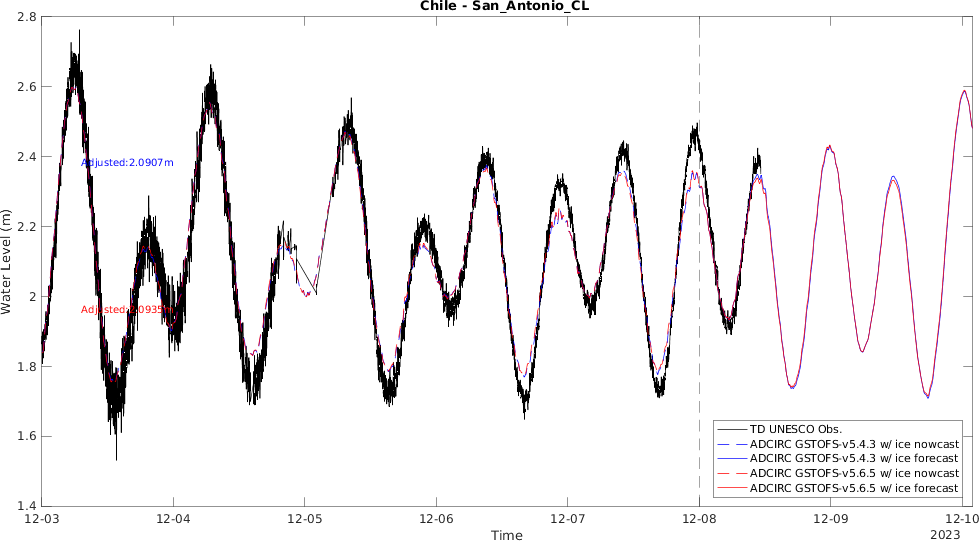 Chile - San_Antonio_CL
2.8
2.6
2.4
2.2
2
1.8
1.6
1.4
Water Level (m)
Adjusted:2.0907m
Adjusted:2.0935m
TD UNESCO Obs.
ADCIRC GSTOFS-v5.4.3 w/ ice nowcast
ADCIRC GSTOFS-v5.4.3 w/ ice forecast
ADCIRC GSTOFS-v5.6.5 w/ ice nowcast
ADCIRC GSTOFS-v5.6.5 w/ ice forecast
12-03 12-04 12-05 12-06 12-07 12-08 12-09 12-10
Time
2023